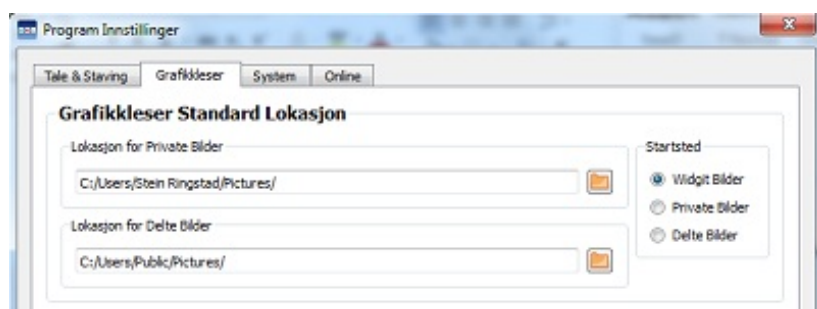 Program Innstillinger
Tale & Staving Grafikkleser System Online
Grafikkleser Standard Lokasjon
Lokasjon for Private Bilder
C:/Users/Stein Ringstad/Pictures/
Lokasjon for Delte Bilder
C:/Users/Public/Pictures/
Startsted
Widgit Bilder
Private Bilder
Delte Bilder